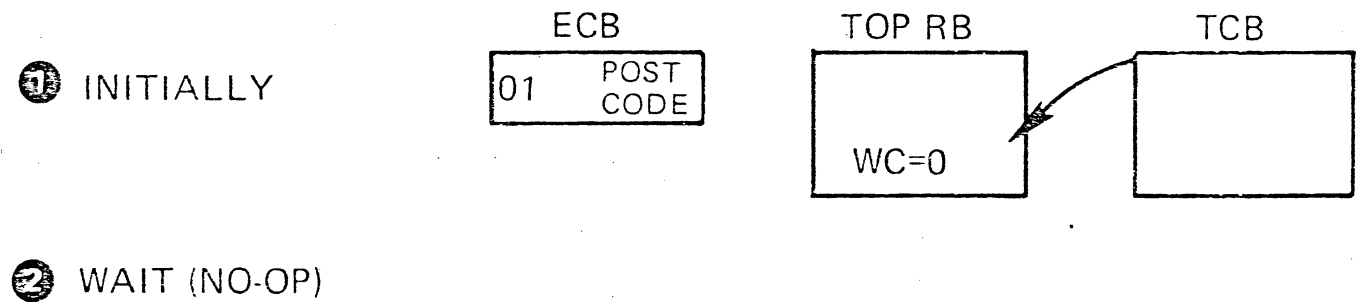 ECB TOP RB TCB
1 INITIALLY
01 POST
CODE
WC=0
2 WAIT (NO-OP)